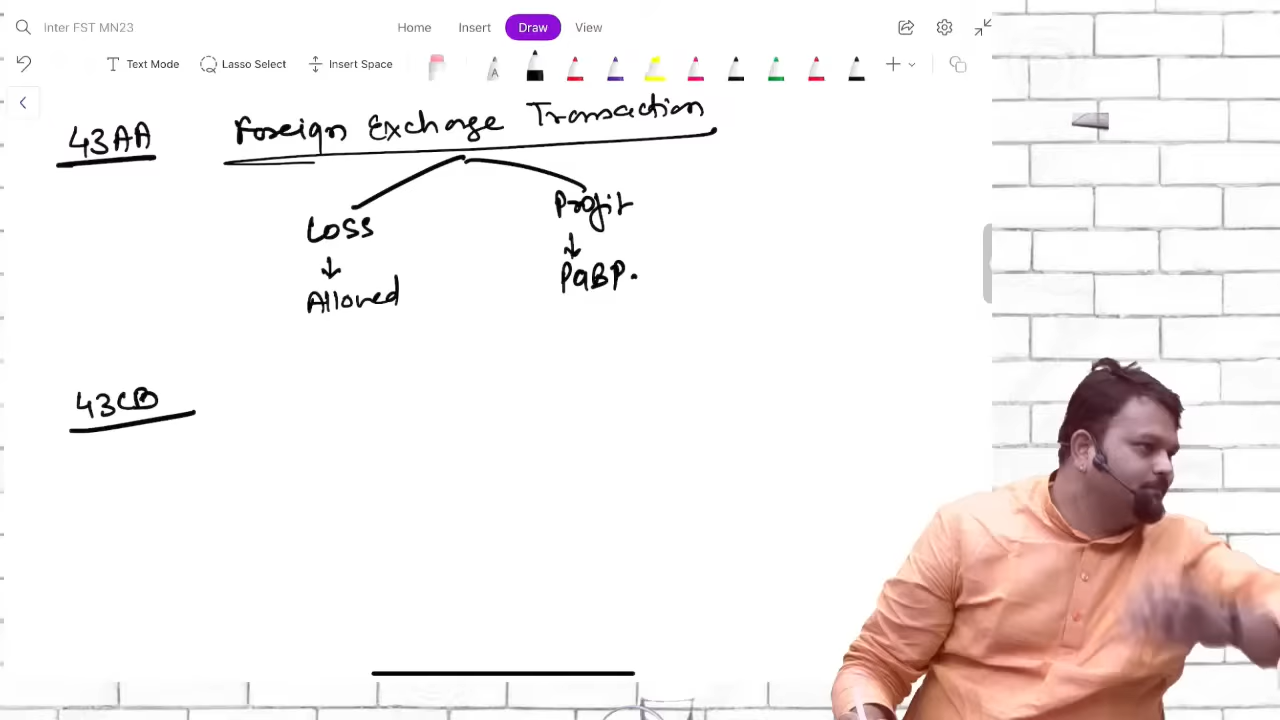 Inter FST MN23
Home Insert Draw View
Text Mode Lasso Select Insert Space
A
43AA Foreign Exchange Transaction
Loss Profit
Allowed PGBP.
43CB